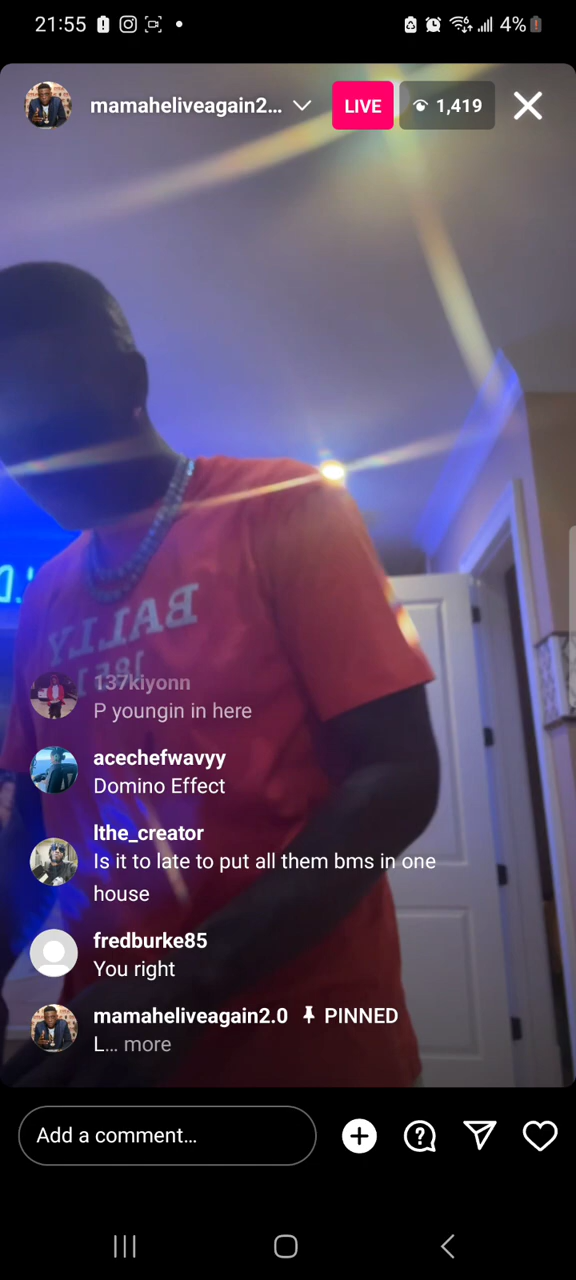 21:55
4%
mamaheliveagain2...
LIVE
1,419
BALLY
137kiyonn
P youngin in here
acechefwavyy
Domino Effect
lthe_creator
Is it to late to put all them bms in one
house
fredburke85
You right
mamaheliveagain2.0 PINNED
L... more
Add a comment...